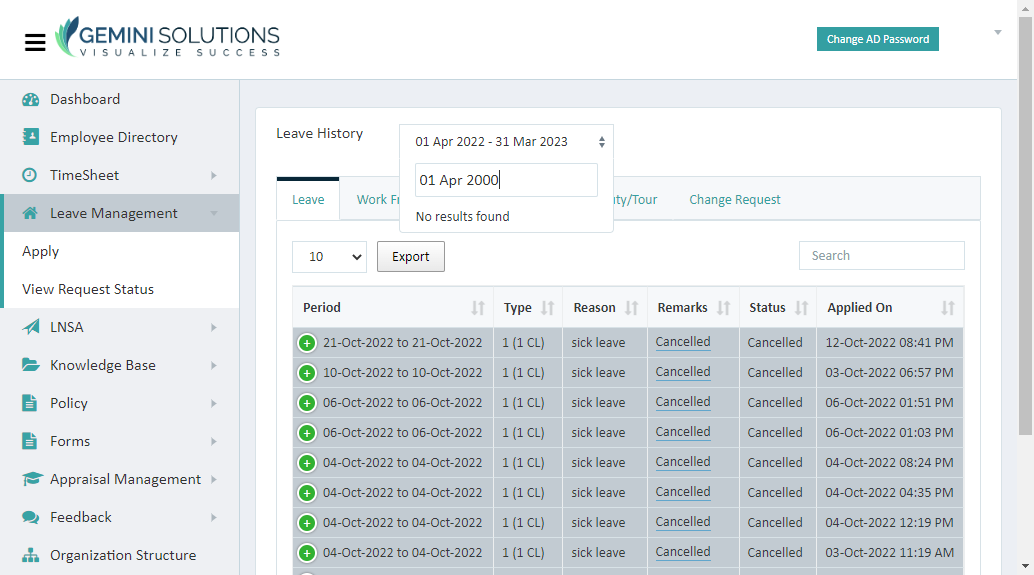 GEMINI SOLUTIONS
VISUALIZE SUCCESS
Change AD Password
Dashboard
Employee Directory
TimeSheet
Leave Management
Apply
View Request Status
LNSA
Knowledge Base
Policy
Forms
Appraisal Management
Feedback
Organization Structure
Leave History
01 Apr 2022 - 31 Mar 2023
01 Apr 2000
No results found
Leave Work Fr ty/Tour Change Request
10 Export Search
Period Type Reason Remarks Status Applied On
21-Oct-2022 to 21-Oct-2022 1 (1 CL) sick leave Cancelled Cancelled 12-Oct-2022 08:41 PM
10-Oct-2022 to 10-Oct-2022 1 (1 CL) sick leave Cancelled Cancelled 03-Oct-2022 06:57 PM
06-Oct-2022 to 06-Oct-2022 1 (1 CL) sick leave Cancelled Cancelled 06-Oct-2022 01:51 PM
06-Oct-2022 to 06-Oct-2022 1 (1 CL) sick leave Cancelled Cancelled 06-Oct-2022 01:03 PM
04-Oct-2022 to 04-Oct-2022 1 (1 CL) sick leave Cancelled Cancelled 04-Oct-2022 08:24 PM
04-Oct-2022 to 04-Oct-2022 1 (1 CL) sick leave Cancelled Cancelled 04-Oct-2022 04:35 PM
04-Oct-2022 to 04-Oct-2022 1 (1 CL) sick leave Cancelled Cancelled 04-Oct-2022 12:19 PM
04-Oct-2022 to 04-Oct-2022 1 (1 CL) sick leave Cancelled Cancelled 03-Oct-2022 11:19 AM